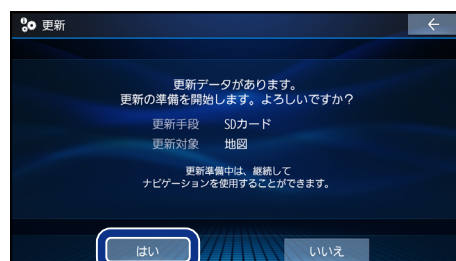 更新
更新データがあります。
更新の準備を開始します。よろしいですか？
更新手段 SDカード
更新対象 地図
更新準備中は、継続して
ナビゲーションを使用することができます。
はい いいえ